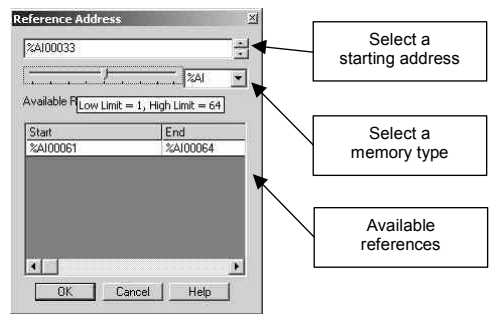 Reference Address
%AI00033
%AI
Available R
Low Limit = 1, High Limit = 64
Start End
%AI00061 %AI00064
OK Cancel Help
Select a
starting address
Select a
memory type
Available
references